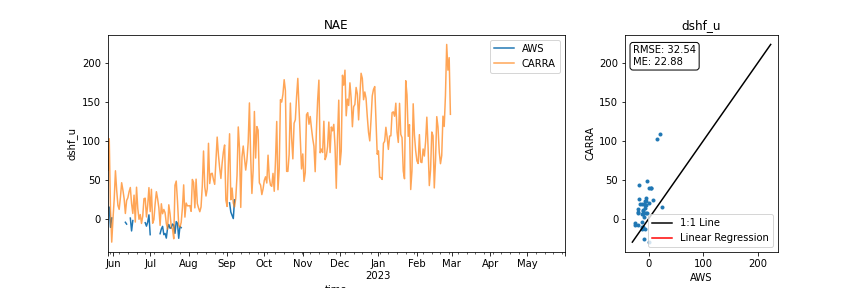 NAE
dshf_u
AWS
CARRA
dshf_u
200
150
100
50
0
Jun Jul Aug Sep Oct Nov Dec Jan Feb Mar Apr May
2023
dshf_u
RMSE: 32.54
ME: 22.88
CARRA
200
150
100
50
0
1:1 Line
Linear Regression
0 100 200
AWS